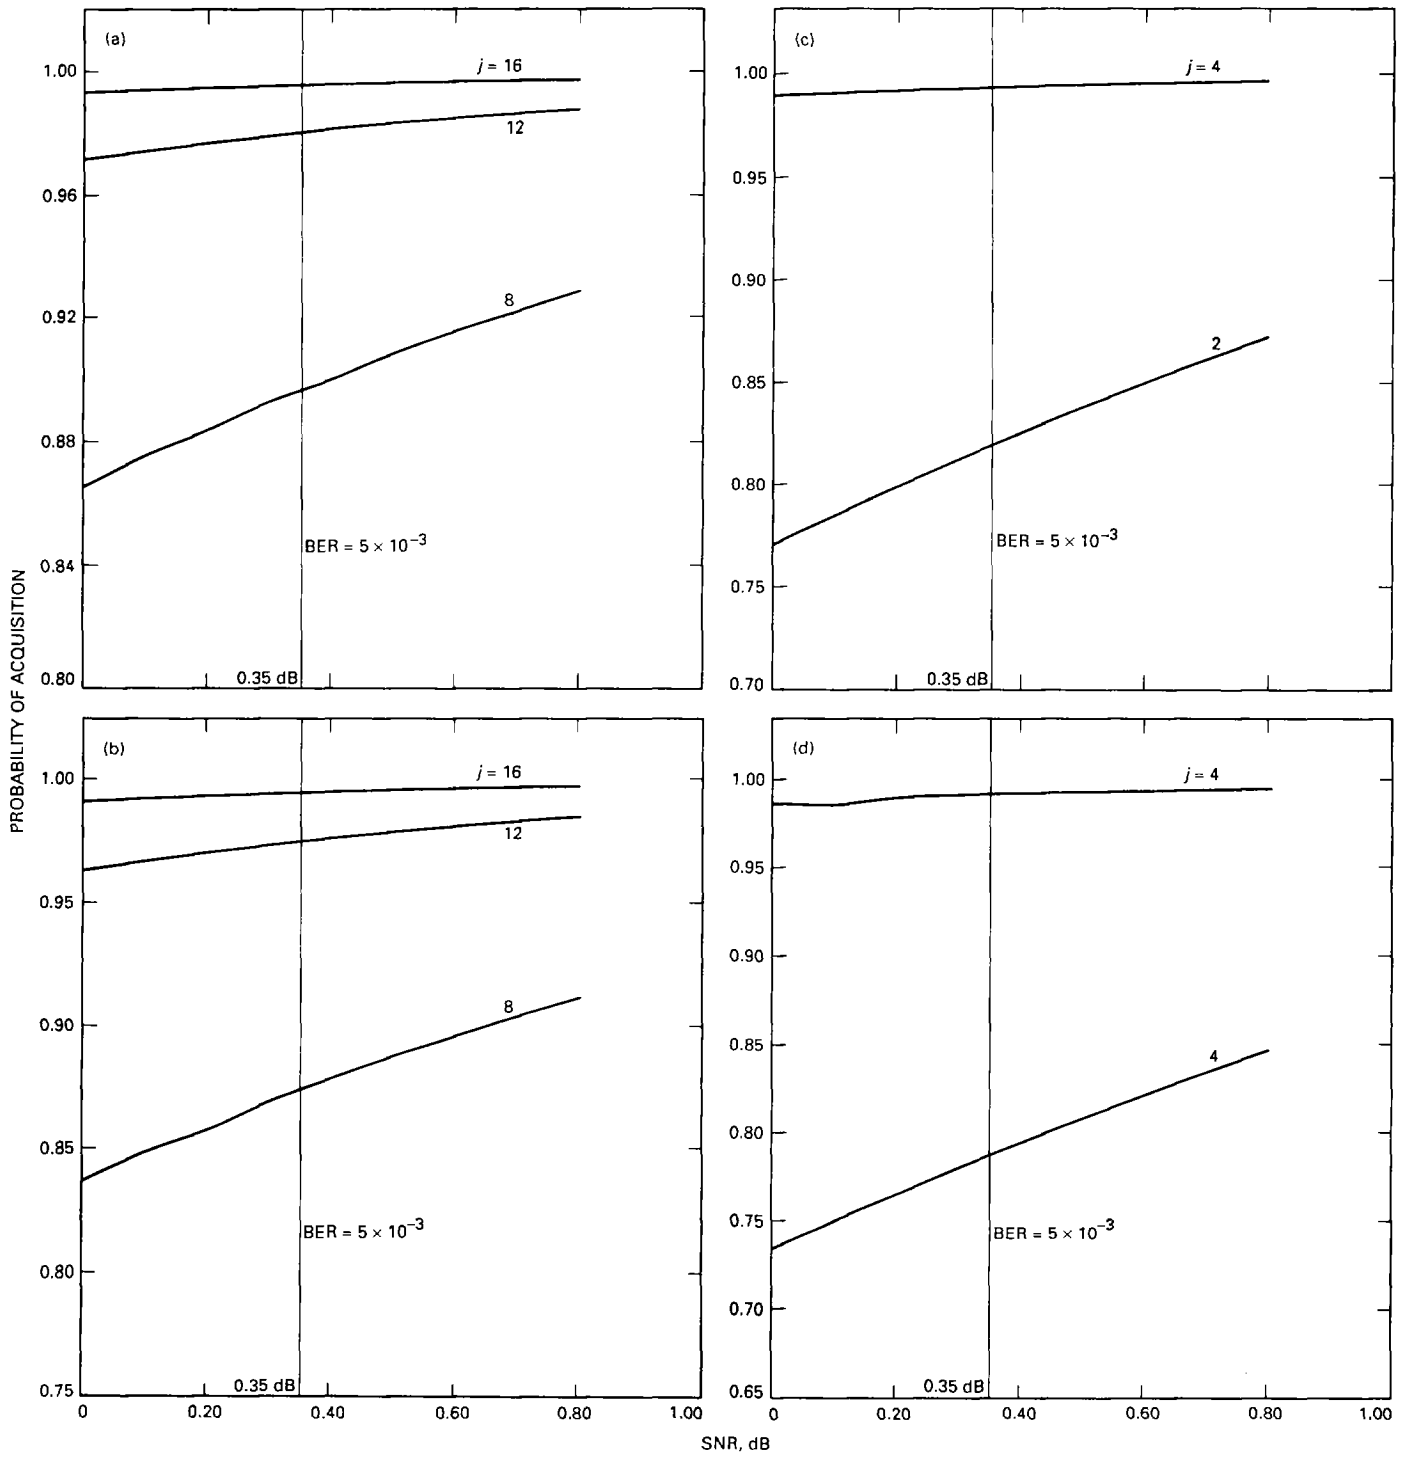 PROBABILITY OF ACQUISITION
(a)
1.00
0.96
0.92
0.88
0.84
0.80
j = 16
12
8
BER = 5 × 10⁻³
0.35 dB
(c)
1.00
0.95
0.90
0.85
0.80
0.75
0.70
j = 4
2
BER = 5 × 10⁻³
0.35 dB
(b)
1.00
0.95
0.90
0.85
0.80
0.75
j = 16
12
8
BER = 5 × 10⁻³
0.35 dB
0 0.20 0.40 0.60 0.80 1.00
(d)
1.00
0.95
0.90
0.85
0.80
0.75
0.70
0.65
j = 4
4
BER = 5 × 10⁻³
0.35 dB
0 0.20 0.40 0.60 0.80 1.00
SNR, dB